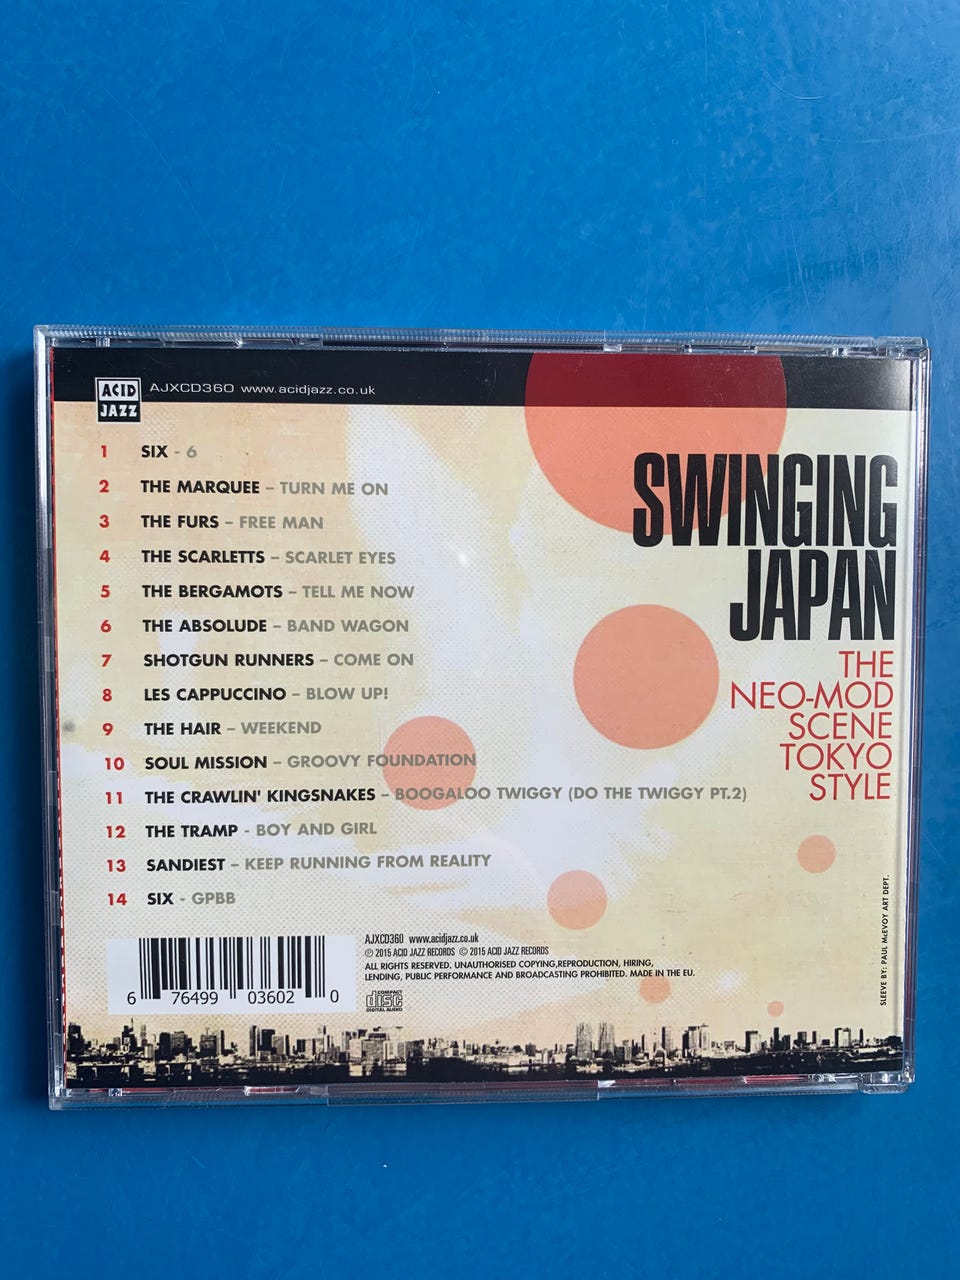 ACID
JAZZ
AJXCD360 www.acidjazz.co.uk
1 SIX - 6
2 THE MARQUEE – TURN ME ON
3 THE FURS – FREE MAN
4 THE SCARLETTS – SCARLET EYES
5 THE BERGAMOTS – TELL ME NOW
6 THE ABSOLUDE – BAND WAGON
7 SHOTGUN RUNNERS – COME ON
8 LES CAPPUCCINO – BLOW UP!
9 THE HAIR – WEEKEND
10 SOUL MISSION – GROOVY FOUNDATION
11 THE CRAWLIN' KINGSNAKES – BOOGALOO TWIGGY (DO THE TWIGGY PT.2)
12 THE TRAMP - BOY AND GIRL
13 SANDIEST – KEEP RUNNING FROM REALITY
14 SIX - GPBB
SWINGING
JAPAN
THE
NEO-MOD
SCENE
TOKYO
STYLE
SLEEVE BY: PAUL McEVOY ART DEPT.
AJXCD360 www.acidjazz.co.uk
℗ 2015 ACID JAZZ RECORDS © 2015 ACID JAZZ RECORDS
ALL RIGHTS RESERVED. UNAUTHORISED COPYING,REPRODUCTION, HIRING,
LENDING, PUBLIC PERFORMANCE AND BROADCASTING PROHIBITED. MADE IN THE EU.
COMPACT
disc
DIGITAL AUDIO
6 76499 03602 0